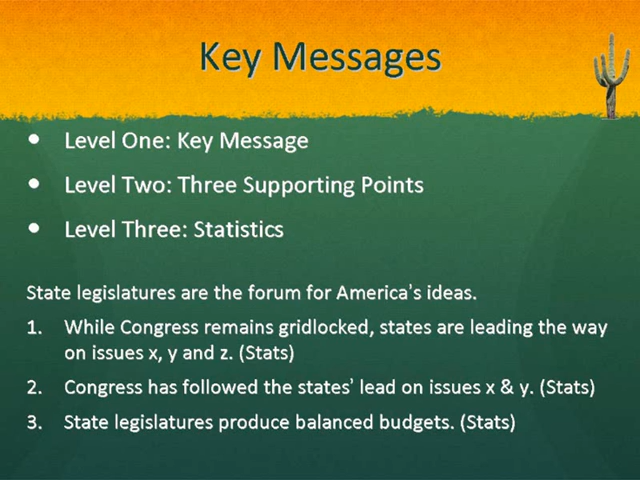 Key Messages
• Level One: Key Message
• Level Two: Three Supporting Points
• Level Three: Statistics
State legislatures are the forum for America's ideas.
1. While Congress remains gridlocked, states are leading the way
on issues x, y and z. (Stats)
2. Congress has followed the states' lead on issues x & y. (Stats)
3. State legislatures produce balanced budgets. (Stats)